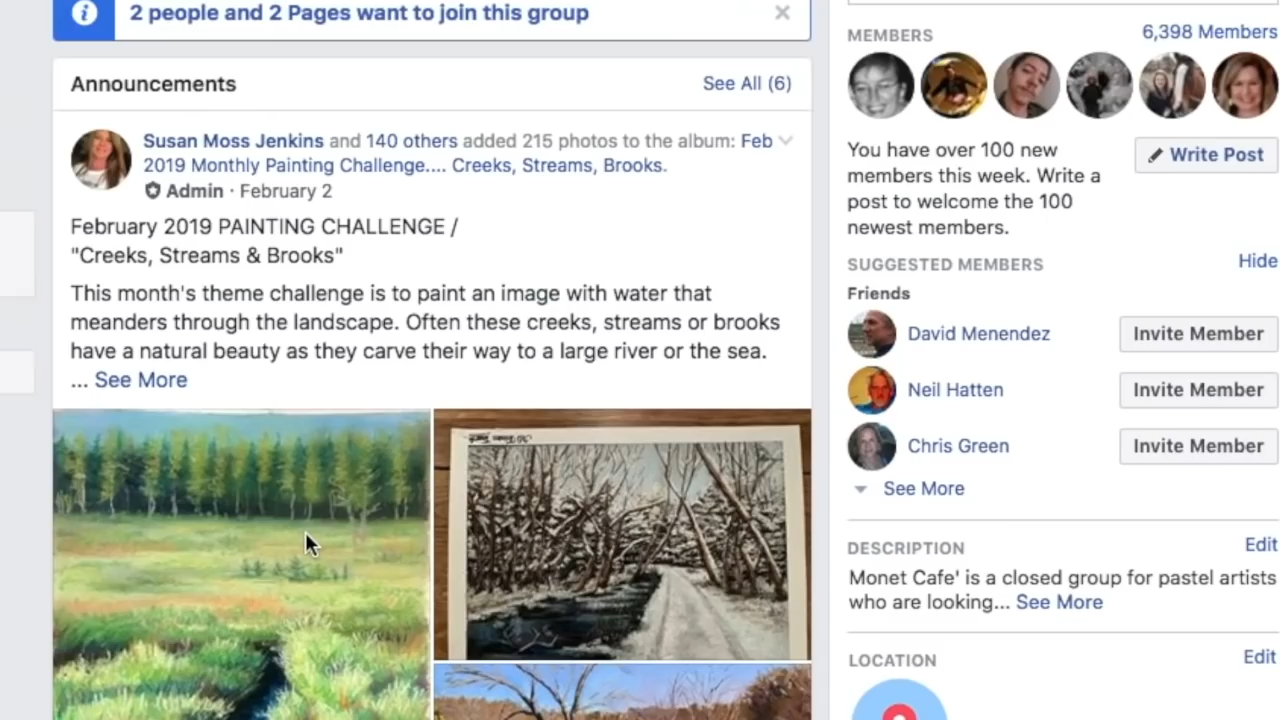 2 people and 2 Pages want to join this group
Announcements
See All (6)
Susan Moss Jenkins and 140 others added 215 photos to the album: Feb
2019 Monthly Painting Challenge.... Creeks, Streams, Brooks.
Admin · February 2
February 2019 PAINTING CHALLENGE /
"Creeks, Streams & Brooks"
This month's theme challenge is to paint an image with water that
meanders through the landscape. Often these creeks, streams or brooks
have a natural beauty as they carve their way to a large river or the sea.
... See More
MEMBERS
6,398 Members
You have over 100 new
members this week. Write a
post to welcome the 100
newest members.
Write Post
SUGGESTED MEMBERS
Hide
Friends
David Menendez
Invite Member
Neil Hatten
Invite Member
Chris Green
Invite Member
See More
DESCRIPTION
Edit
Monet Cafe' is a closed group for pastel artists
who are looking... See More
LOCATION
Edit